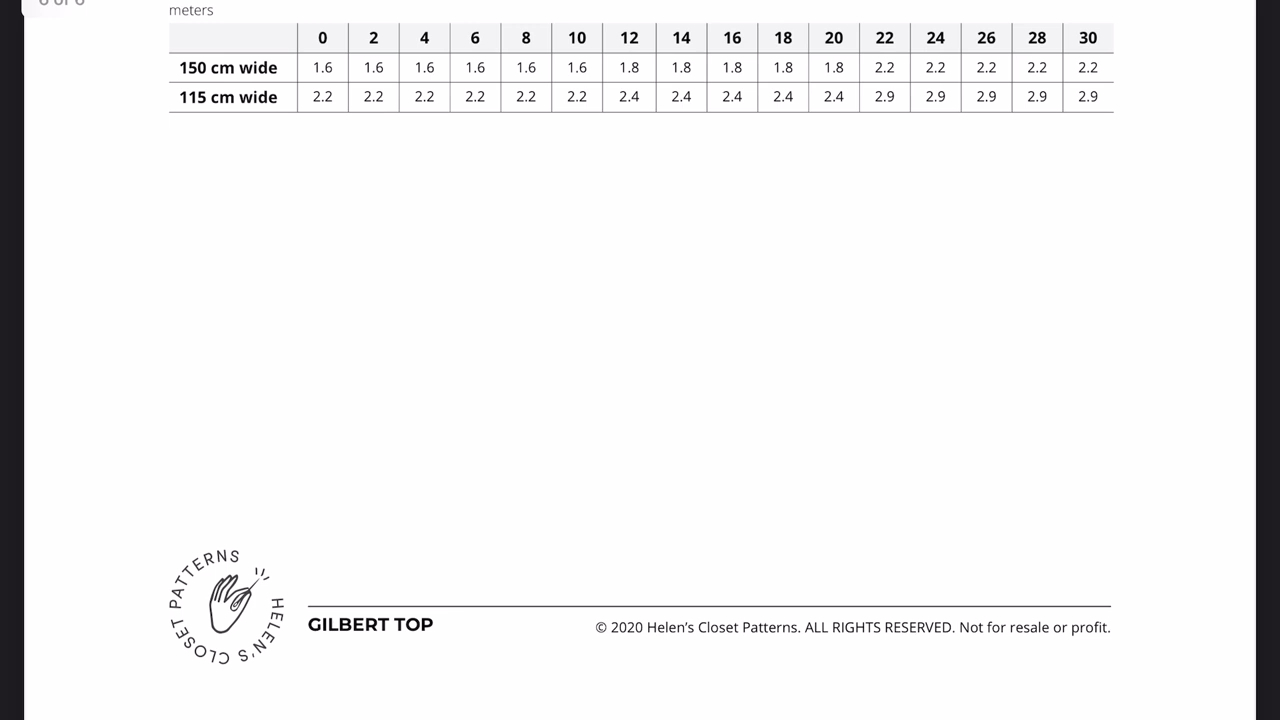 6 of 6
meters
0 2 4 6 8 10 12 14 16 18 20 22 24 26 28 30
150 cm wide 1.6 1.6 1.6 1.6 1.6 1.6 1.8 1.8 1.8 1.8 1.8 2.2 2.2 2.2 2.2 2.2
115 cm wide 2.2 2.2 2.2 2.2 2.2 2.2 2.4 2.4 2.4 2.4 2.4 2.9 2.9 2.9 2.9 2.9
HELEN'S CLOSET PATTERNS
GILBERT TOP
© 2020 Helen’s Closet Patterns. ALL RIGHTS RESERVED. Not for resale or profit.